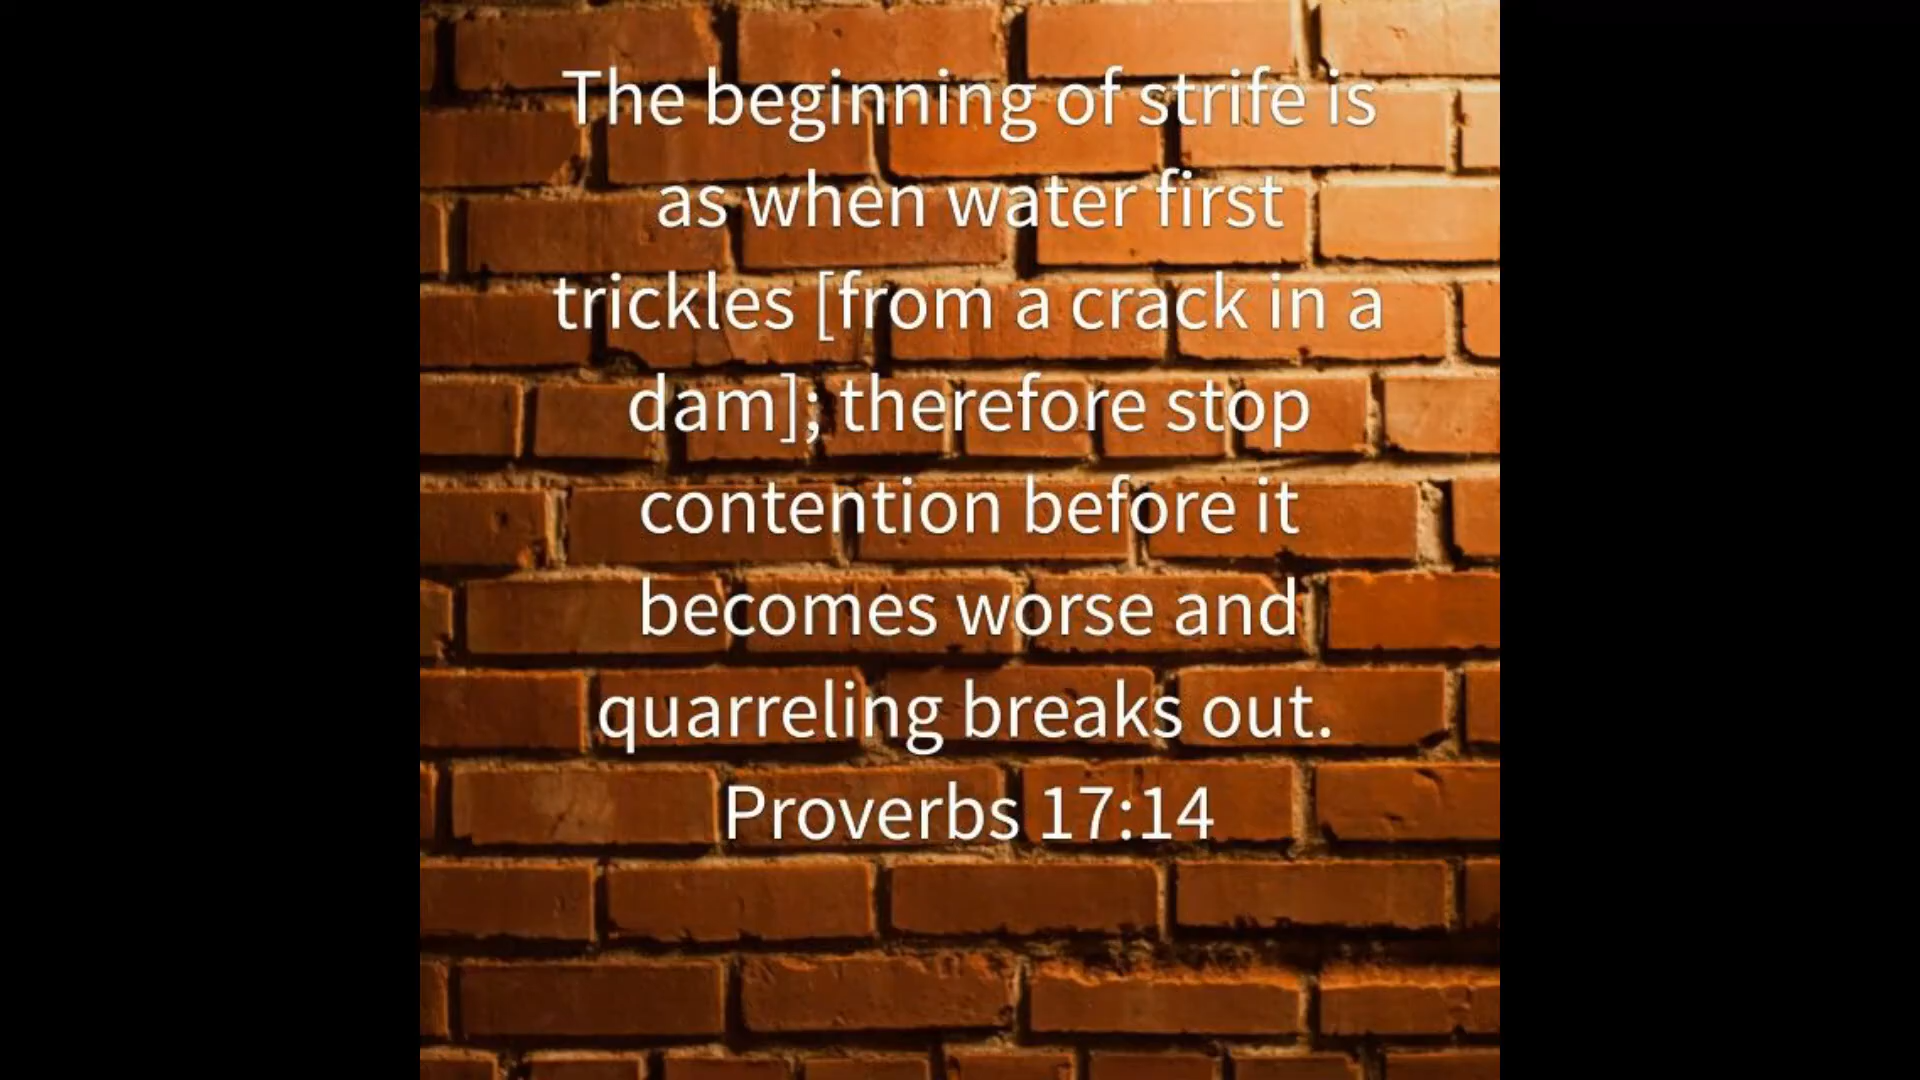 The beginning of strife is
as when water first
trickles [from a crack in a
dam]; therefore stop
contention before it
becomes worse and
quarreling breaks out.
Proverbs 17:14